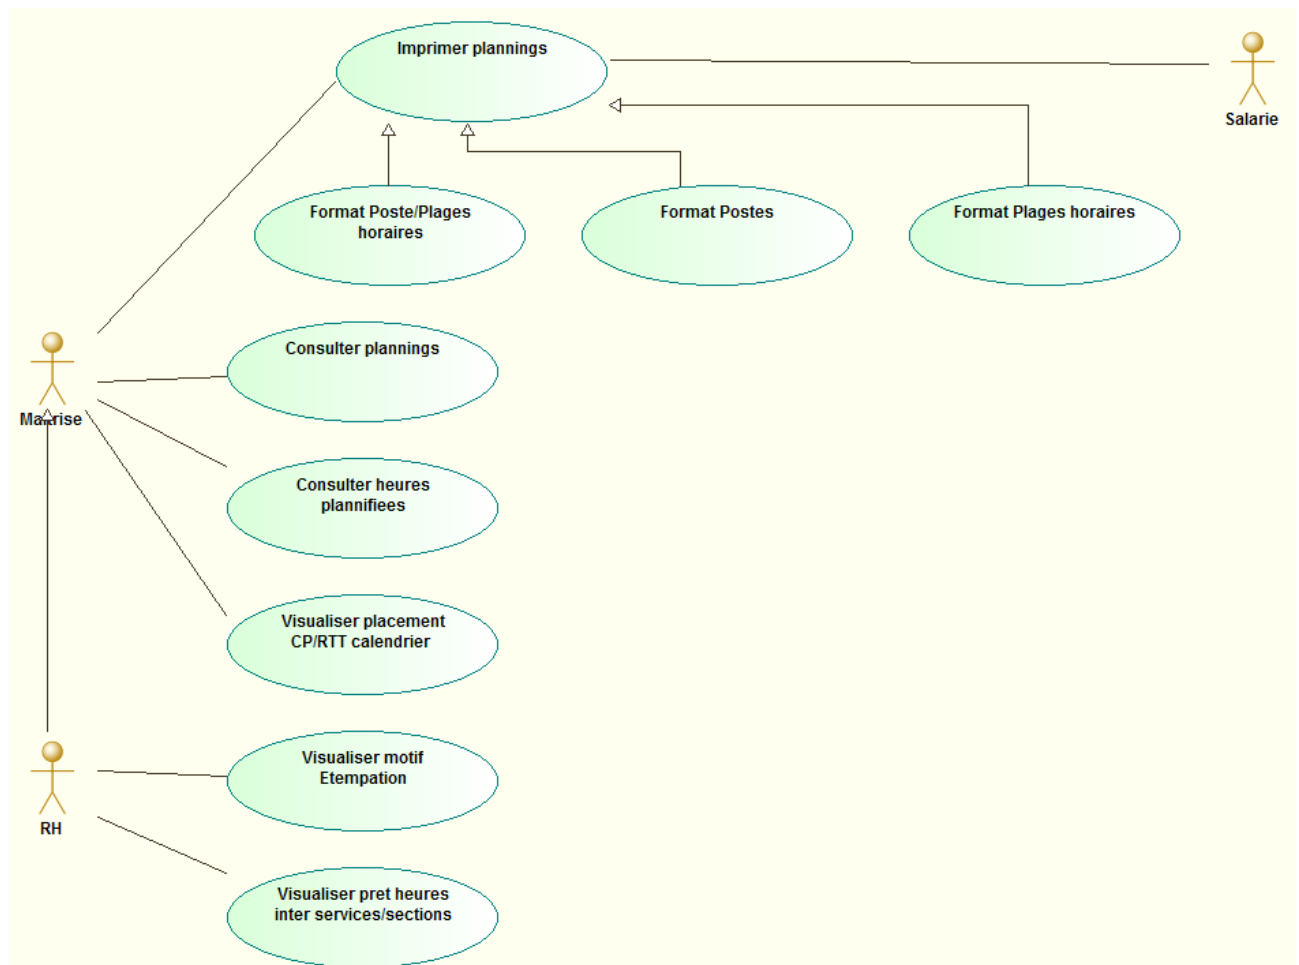 Imprimer plannings
Salarie
Format Poste/Plages
horaires
Format Postes
Format Plages horaires
Consulter plannings
Maitrise
Consulter heures
plannifiees
Visualiser placement
CP/RTT calendrier
Visualiser motif
Etempation
RH
Visualiser pret heures
inter services/sections